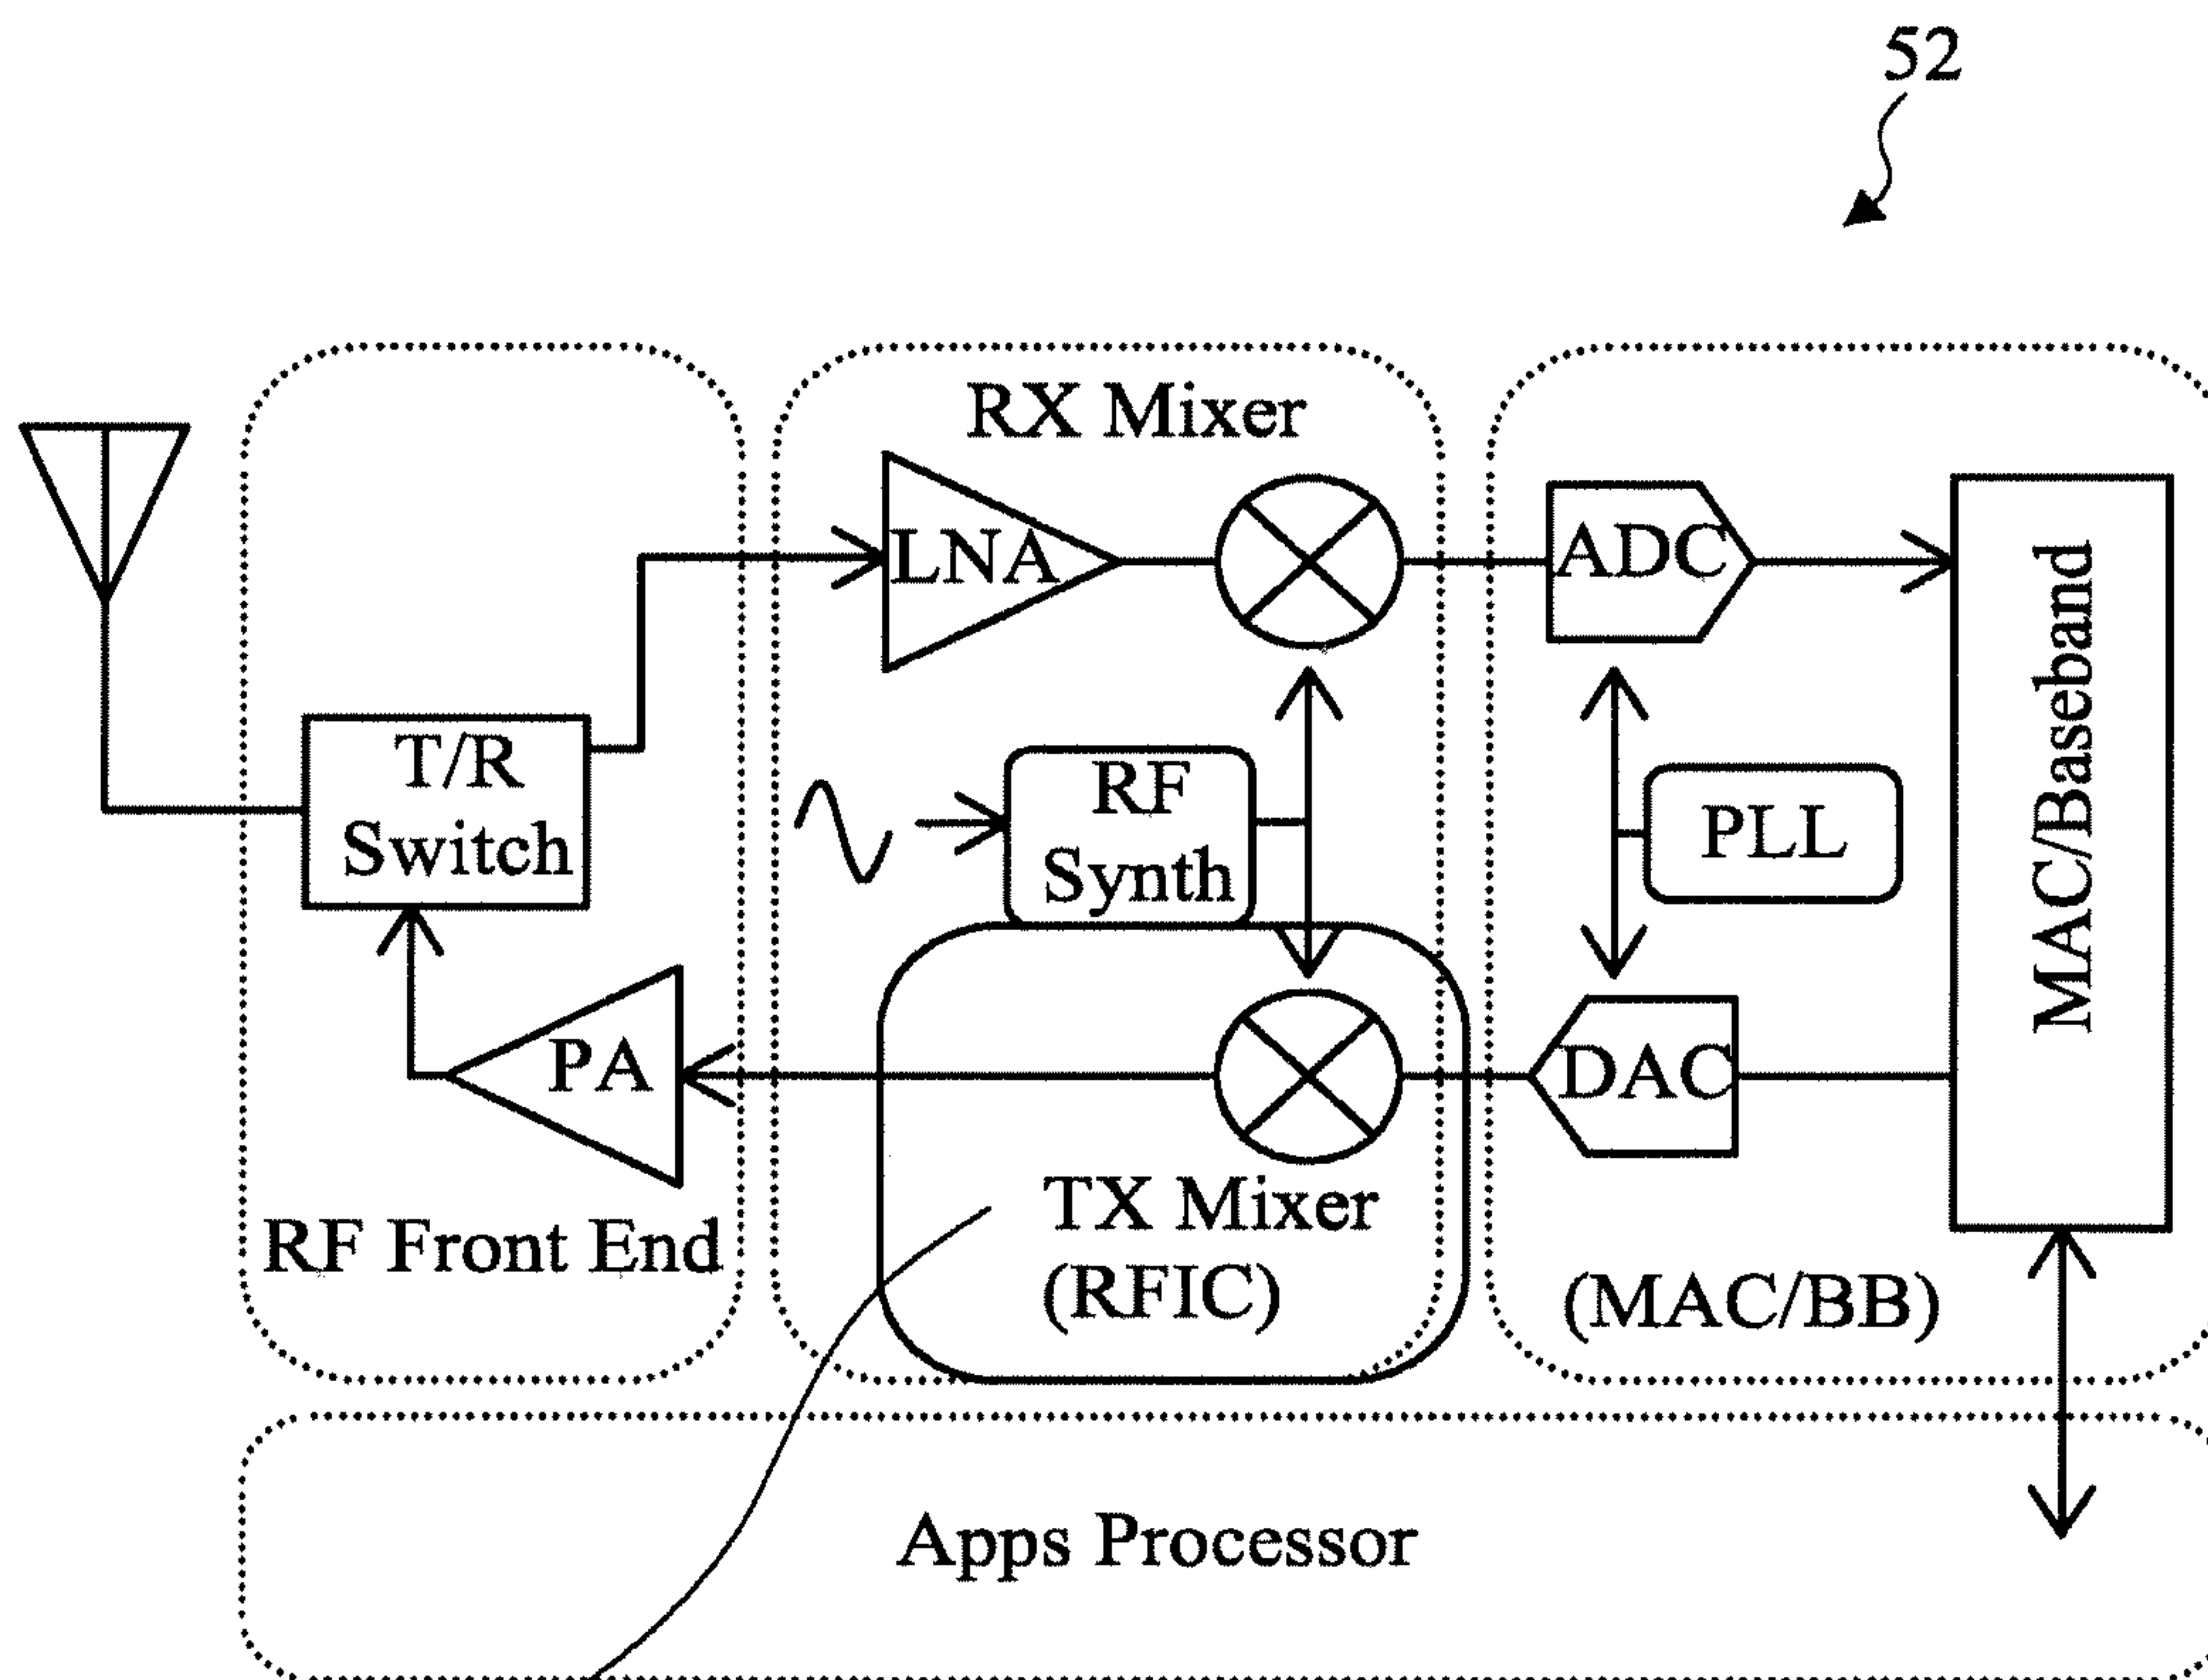 52
RX Mixer
LNA
ADC
MAC/Baseband
T/R
Switch
RF
Synth
PLL
PA
DAC
TX Mixer
(RFIC)
RF Front End
(MAC/BB)
Apps Processor